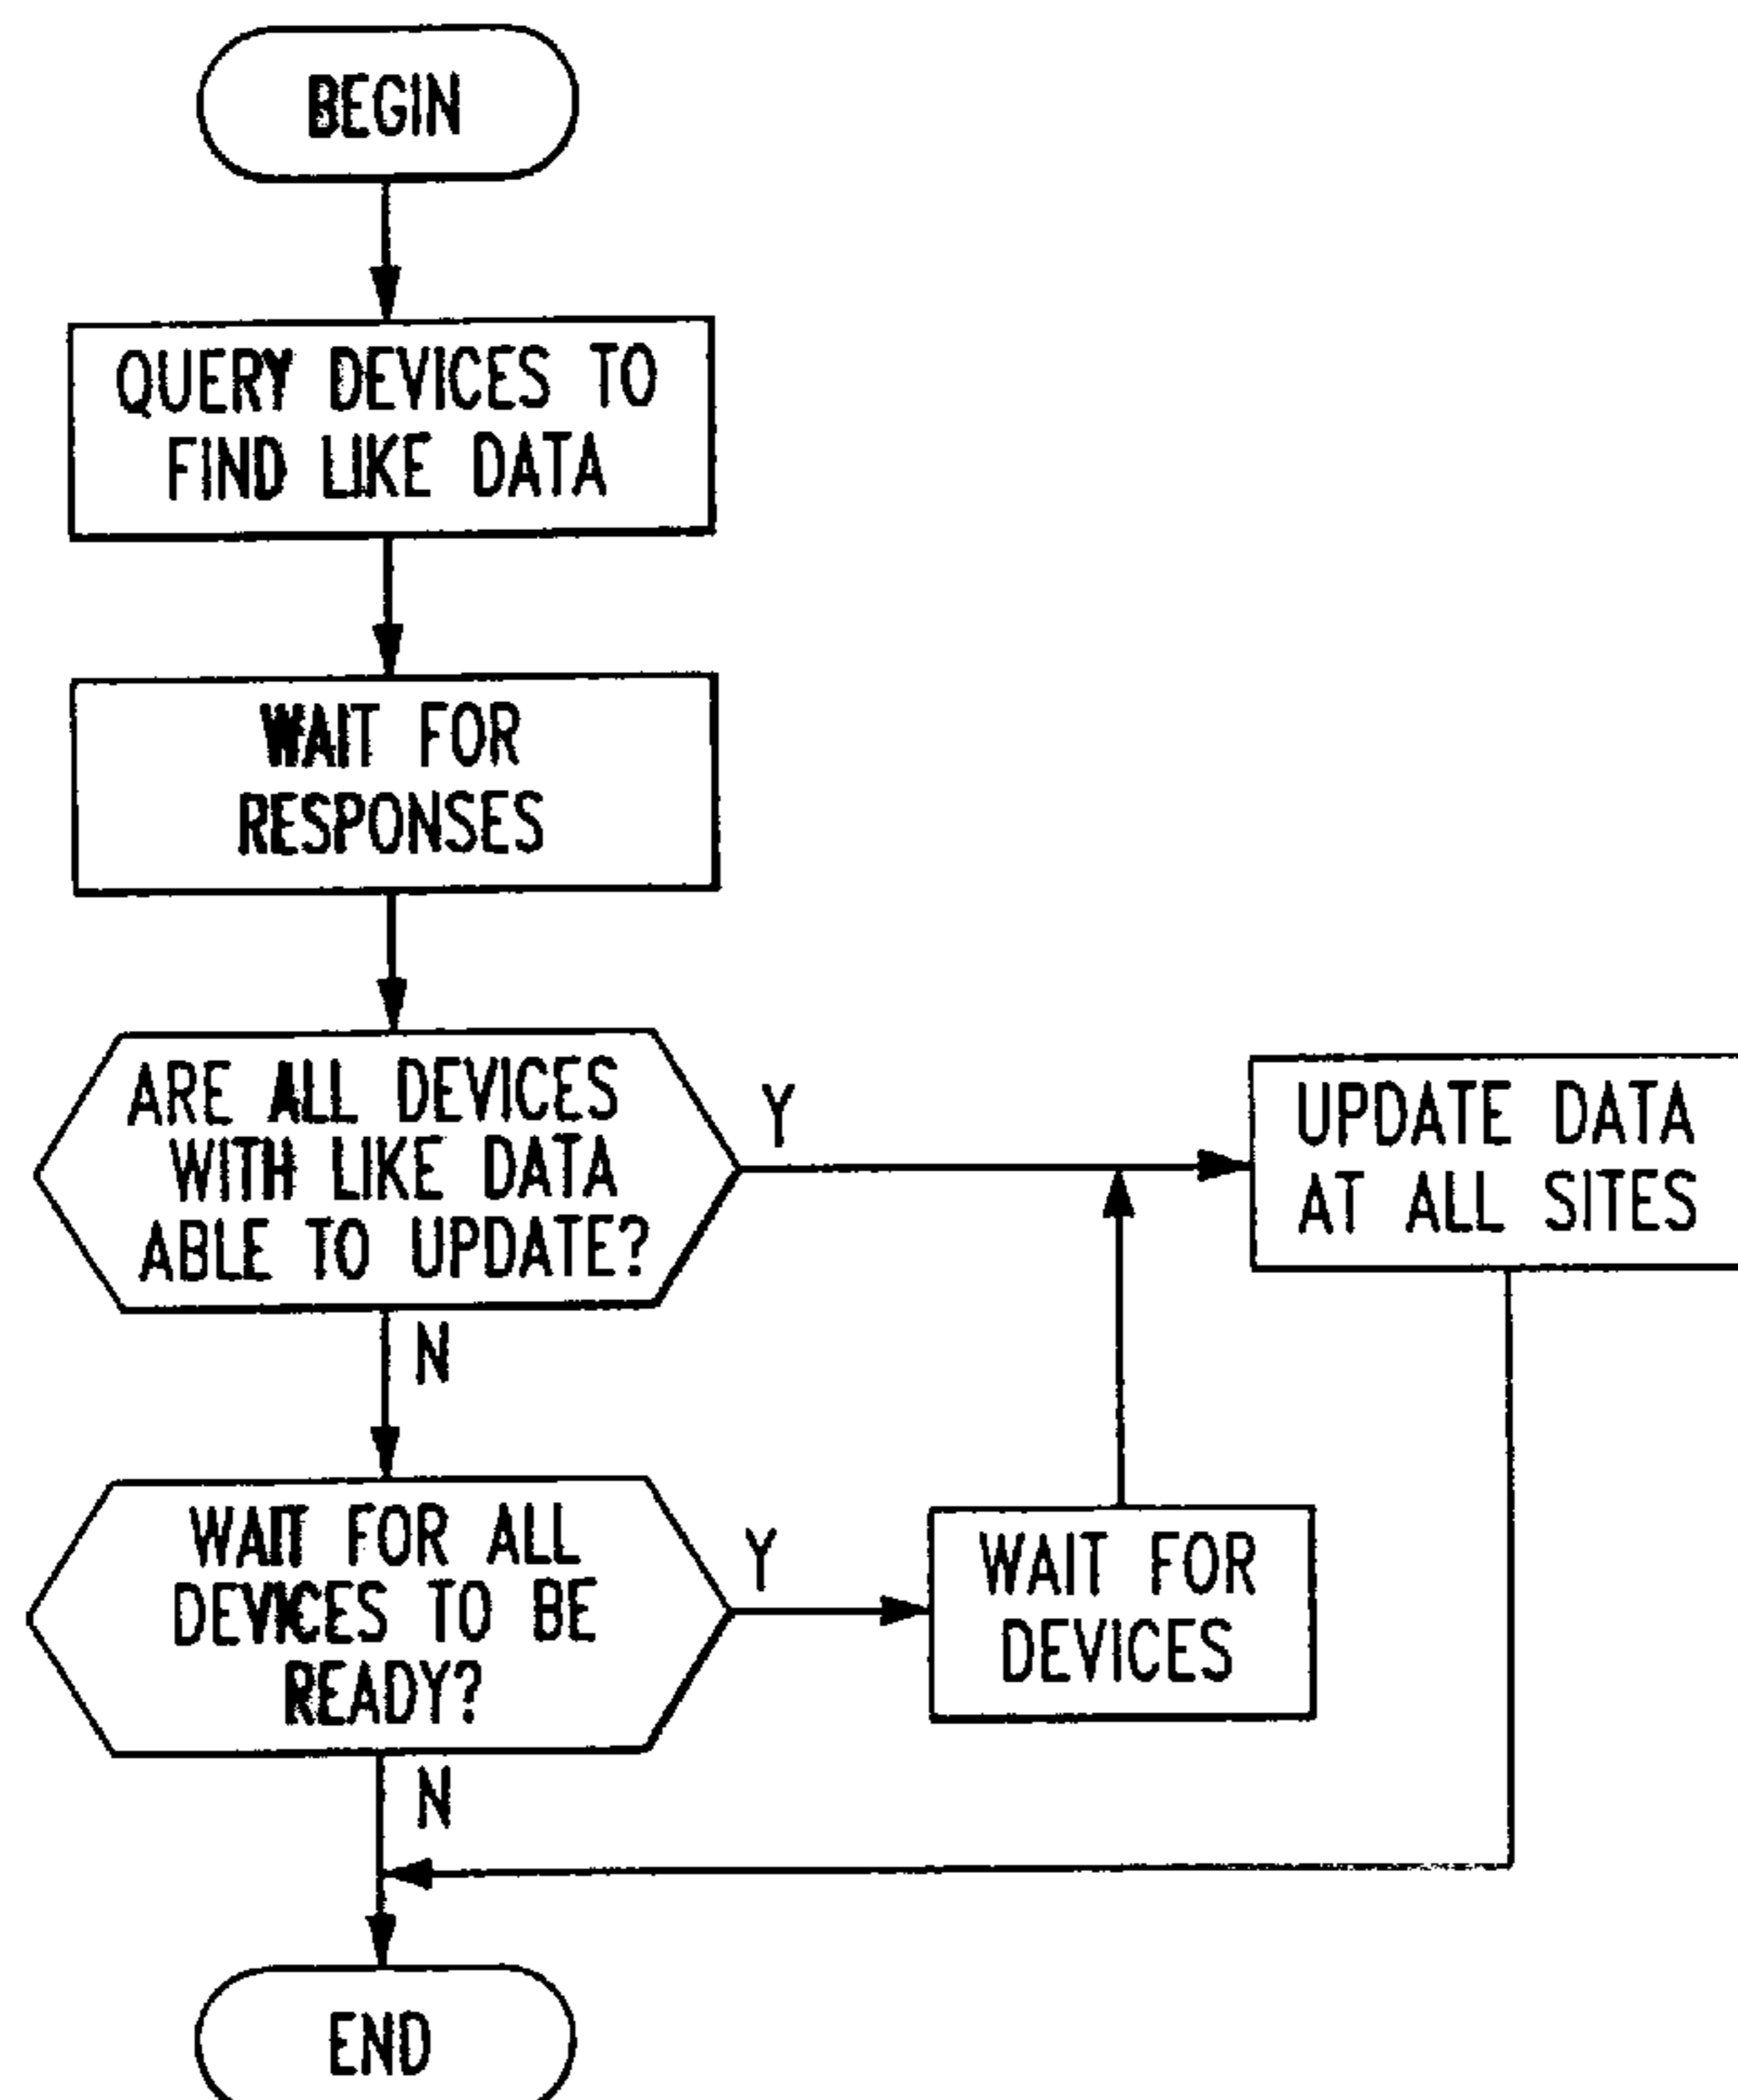 BEGIN
QUERY DEVICES TO
FIND LIKE DATA
WAIT FOR
RESPONSES
ARE ALL DEVICES
WITH LIKE DATA
ABLE TO UPDATE?
Y
UPDATE DATA
AT ALL SITES
N
WAIT FOR ALL
DEVICES TO BE
READY?
Y
WAIT FOR
DEVICES
N
END